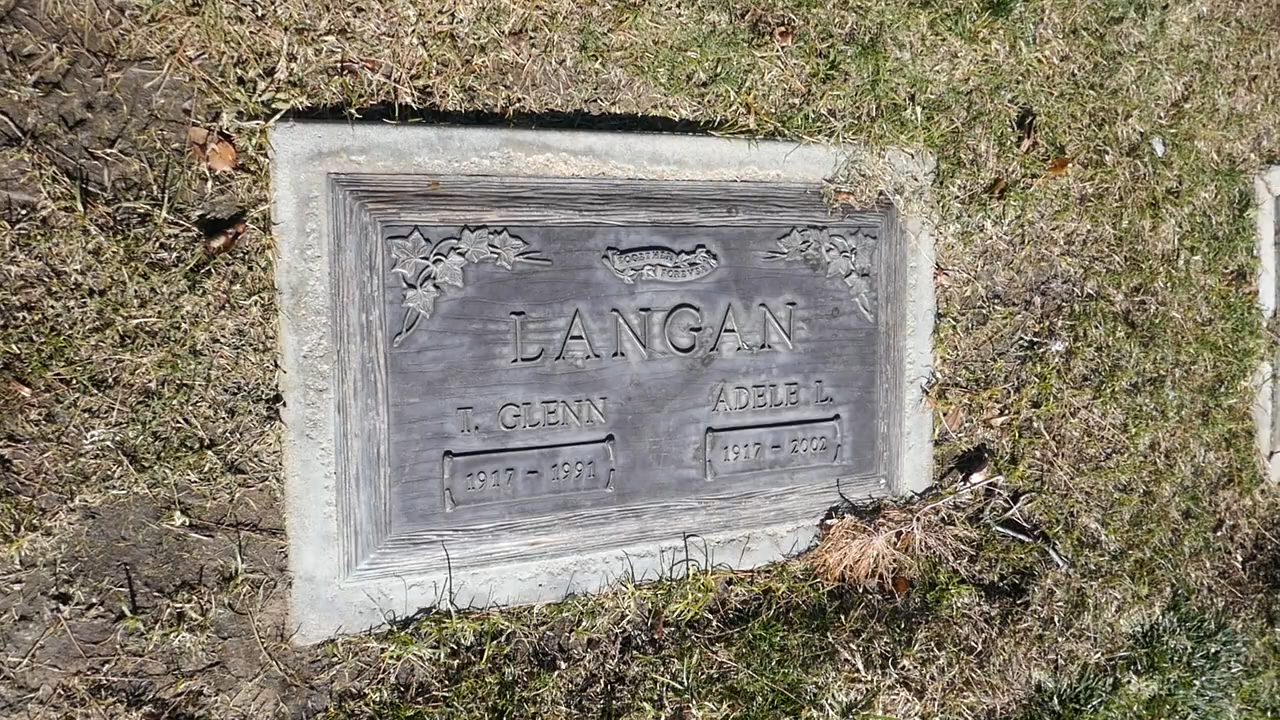 TOGETHER
FOREVER
LANGAN
T. GLENN
1917 – 1991
ADELE L.
1917 – 2002